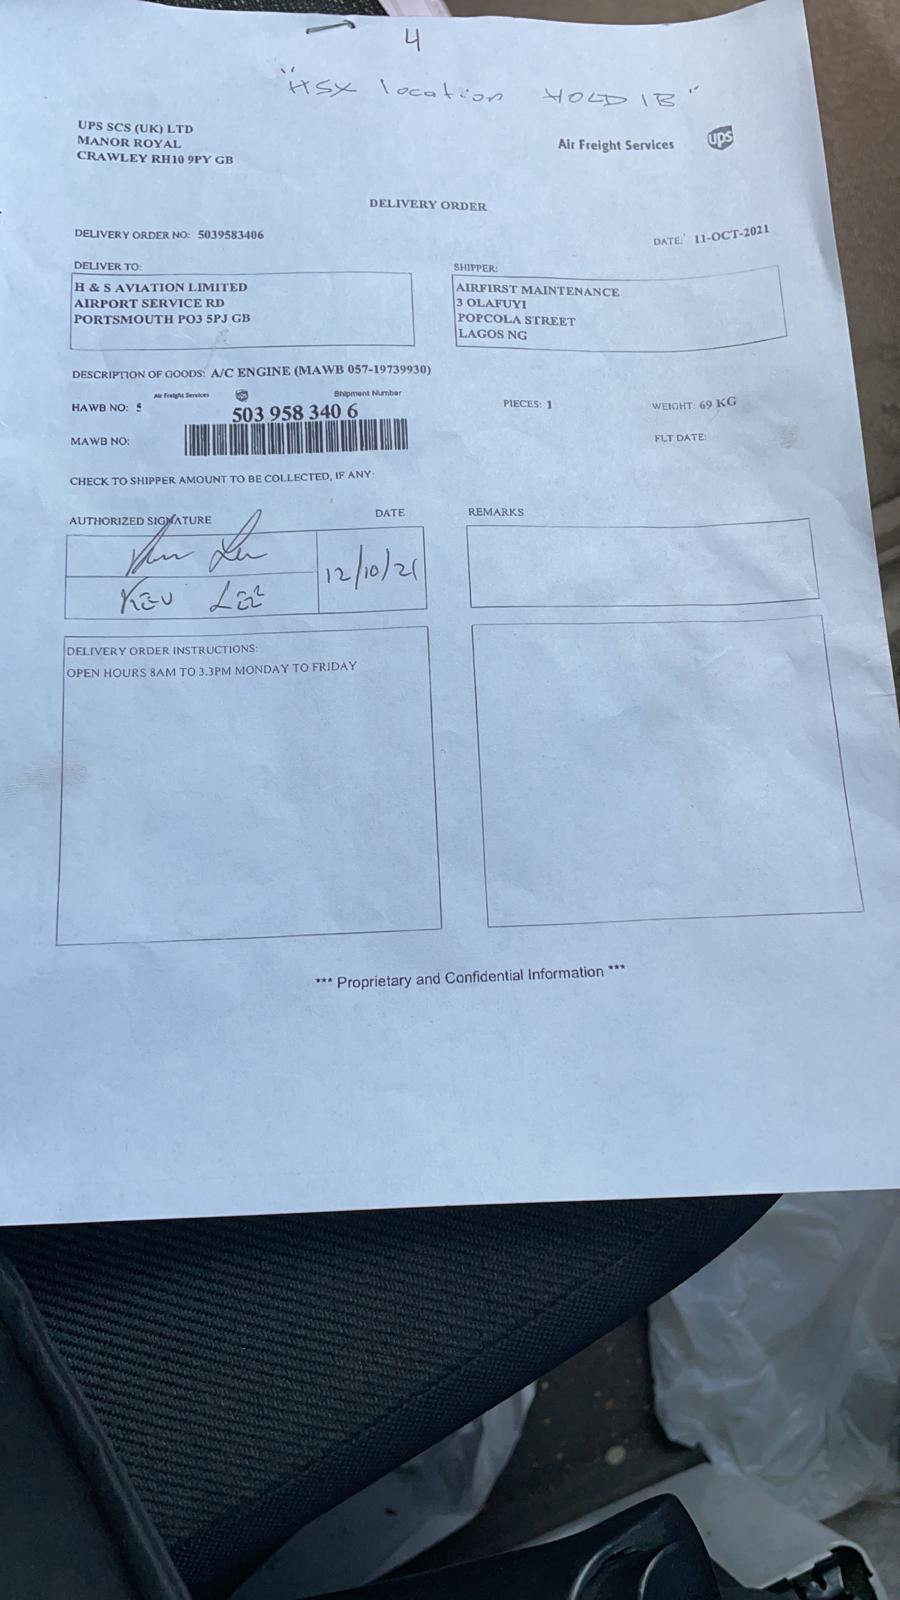 4
"HSX location HOLD 1B"
UPS SCS (UK) LTD
MANOR ROYAL
CRAWLEY RH10 9PY GB
Air Freight Services
ups
DELIVERY ORDER
DELIVERY ORDER NO: 5039583406
DATE: 11-OCT-2021
DELIVER TO:
H & S AVIATION LIMITED
AIRPORT SERVICE RD
PORTSMOUTH PO3 5PJ GB
SHIPPER:
AIRFIRST MAINTENANCE
3 OLAFUYI
POPCOLA STREET
LAGOS NG
DESCRIPTION OF GOODS: A/C ENGINE (MAWB 057-19739930)
Air Freight Services
Shipment Number
HAWB NO: 5
503 958 340 6
PIECES: 1
WEIGHT: 69 KG
MAWB NO:
FLT DATE:
CHECK TO SHIPPER AMOUNT TO BE COLLECTED, IF ANY:
AUTHORIZED SIGNATURE
DATE
REMARKS
12/10/21
KEV LEE
DELIVERY ORDER INSTRUCTIONS:
OPEN HOURS 8AM TO 3.3PM MONDAY TO FRIDAY
*** Proprietary and Confidential Information ***